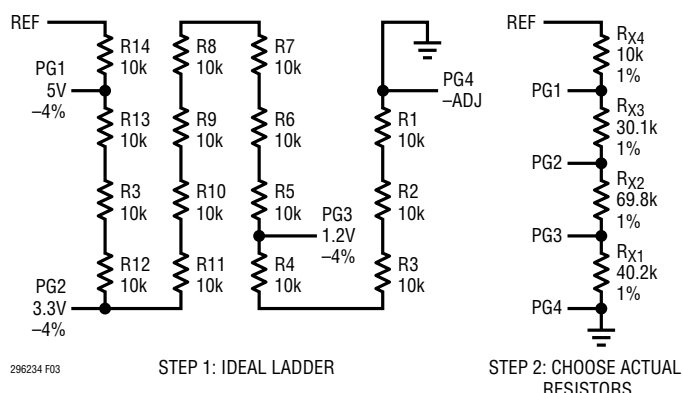 REF
R14
10k
R8
10k
R7
10k
PG1
5V
–4%
PG4
–ADJ
R13
10k
R9
10k
R6
10k
R1
10k
R3
10k
R10
10k
R5
10k
R2
10k
PG3
1.2V
–4%
R12
10k
R11
10k
R4
10k
R3
10k
PG2
3.3V
–4%
296234 F03
STEP 1: IDEAL LADDER
REF
RX4
10k
1%
PG1
RX3
30.1k
1%
PG2
RX2
69.8k
1%
PG3
RX1
40.2k
1%
PG4
STEP 2: CHOOSE ACTUAL
RESISTORS